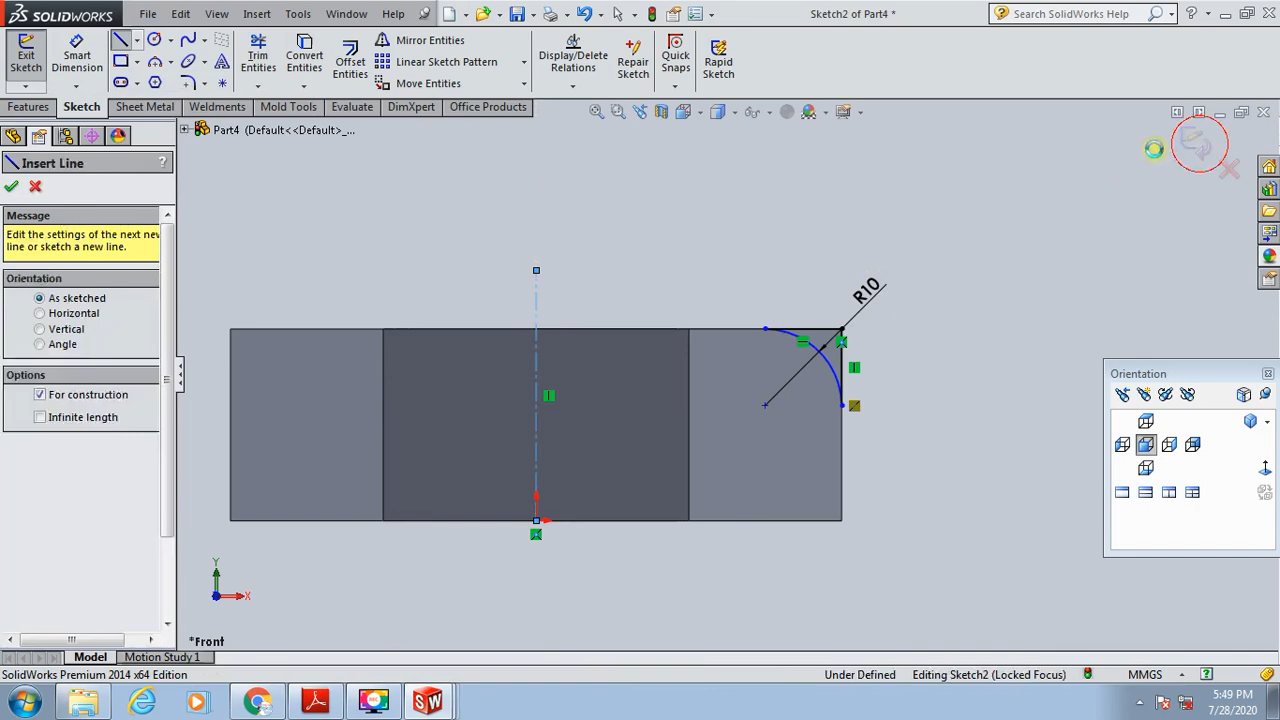 SOLIDWORKS File Edit View Insert Tools Window Help Sketch2 of Part4 * Search SolidWorks Help
Exit Sketch Smart Dimension Trim Entities Convert Entities Offset Entities Mirror Entities Linear Sketch Pattern Move Entities Display/Delete Relations Repair Sketch Quick Snaps Rapid Sketch
Features Sketch Sheet Metal Weldments Mold Tools Evaluate DimXpert Office Products
Part4 (Default<<Default>_...
Insert Line ?
Message
Edit the settings of the next new
line or sketch a new line.
Orientation
As sketched
Horizontal
Vertical
Angle
Options
For construction
Infinite length
R10
Orientation
Y
X
*Front
Model Motion Study 1
SolidWorks Premium 2014 x64 Edition Under Defined Editing Sketch2 (Locked Focus) MMGS ?
5:49 PM
7/28/2020